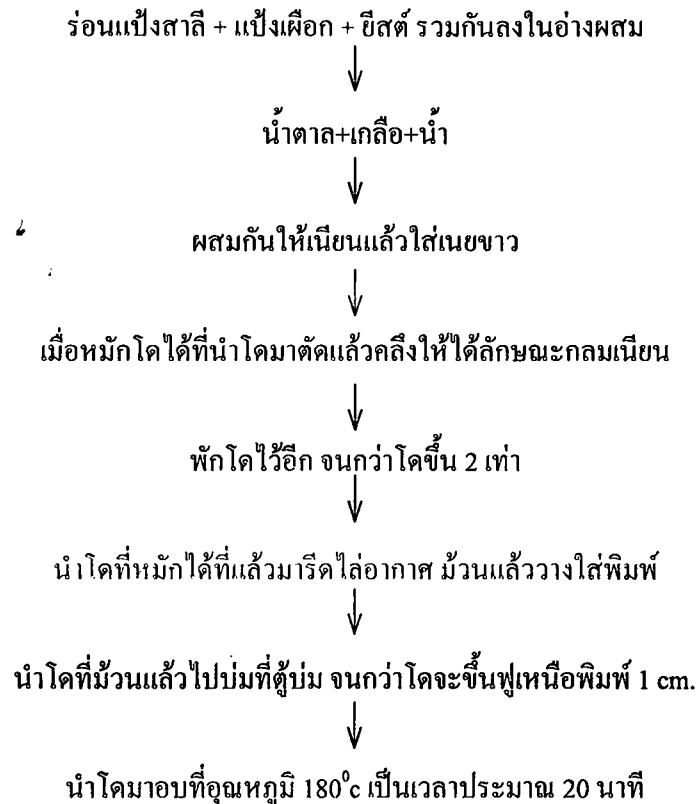 ร่อนแป้งสาลี + แป้งเผือก + ยีสต์ รวมกันลงในอ่างผสม
น้ำตาล+เกลือ+น้ำ
ผสมกันให้เนียนแล้วใส่เนยขาว
เมื่อหมักโดได้ที่นำโดมาตัดแล้วคลึงให้ได้ลักษณะกลมเนียน
พักโดไว้อีก จนกว่าโดขึ้น 2 เท่า
นำโดที่หมักได้ที่แล้วมารีดไล่อากาศ ม้วนแล้ววางใส่พิมพ์
นำโดที่ม้วนแล้วไปบ่มที่ตู้บ่ม จนกว่าโดจะขึ้นฟูเหนือพิมพ์ 1 cm.
นำโดมาอบที่อุณหภูมิ 180⁰c เป็นเวลาประมาณ 20 นาที